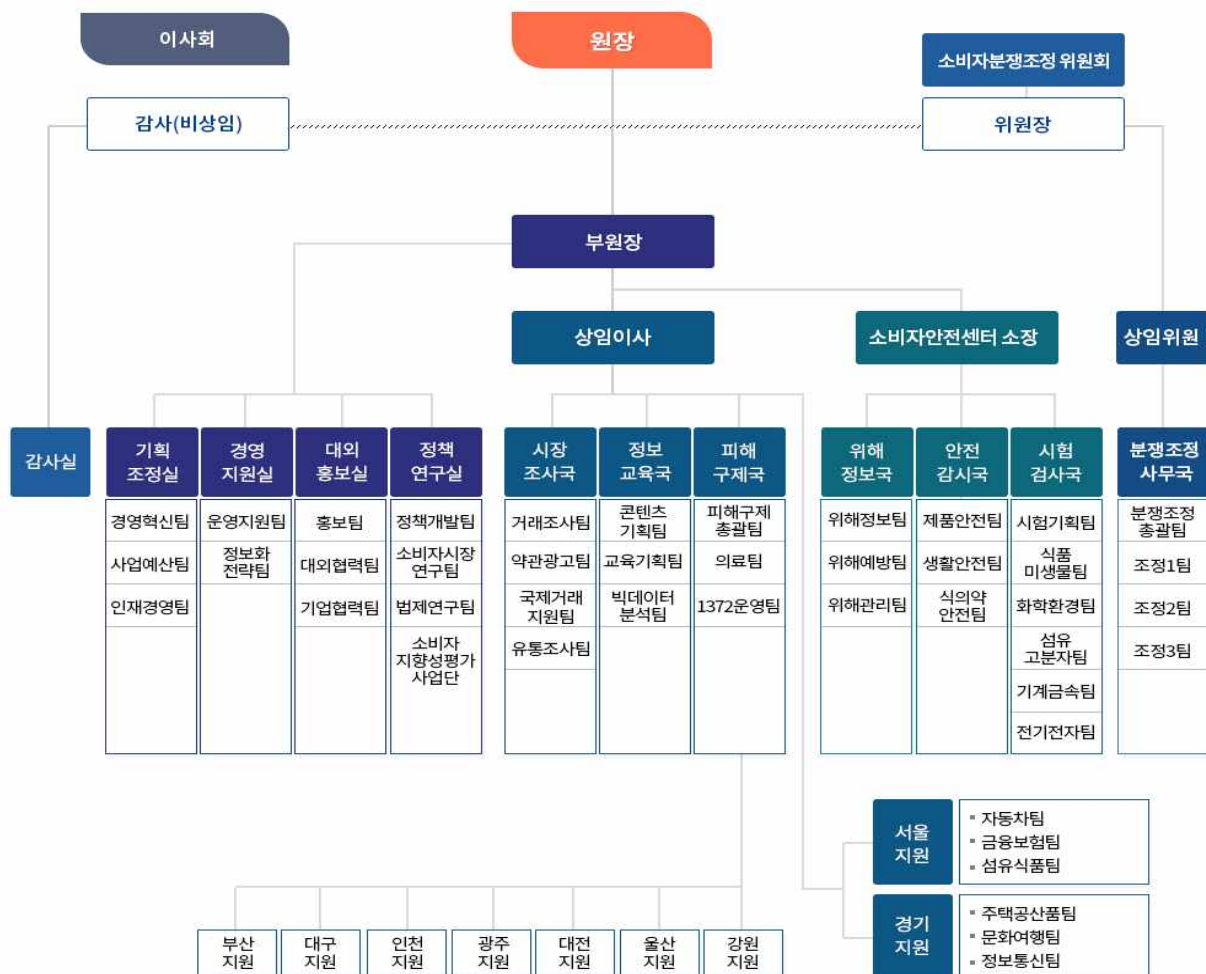 이사회
원장
소비자분쟁조정 위원회
감사(비상임)
위원장
부원장
상임이사
소비자안전센터 소장
상임위원
감사실
기획
조정실
경영혁신팀
사업예산팀
인재경영팀
경영
지원실
운영지원팀
정보화
전략팀
대외
홍보실
홍보팀
대외협력팀
기업협력팀
정책
연구실
정책개발팀
소비자시장
연구팀
법제연구팀
소비자
지향성평가
사업단
시장
조사국
거래조사팀
약관광고팀
국제거래
지원팀
유통조사팀
정보
교육국
콘텐츠
기획팀
교육기획팀
빅데이터
분석팀
피해
구제국
피해구제
총괄팀
의료팀
1372운영팀
위해
정보국
위해정보팀
위해예방팀
위해관리팀
안전
감시국
제품안전팀
생활안전팀
식의약
안전팀
시험
검사국
시험기획팀
식품
미생물팀
화학환경팀
섬유
고분자팀
기계금속팀
전기전자팀
분쟁조정
사무국
분쟁조정
총괄팀
조정1팀
조정2팀
조정3팀
서울
지원
▪ 자동차팀
▪ 금융보험팀
▪ 섬유식품팀
경기
지원
▪ 주택공산품팀
▪ 문화여행팀
▪ 정보통신팀
부산
지원
대구
지원
인천
지원
광주
지원
대전
지원
울산
지원
강원
지원